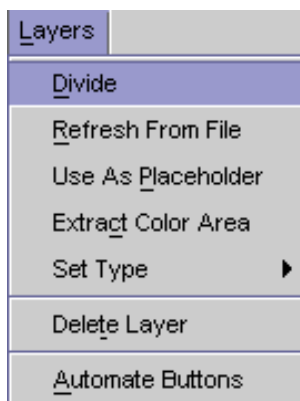 Layers
Divide
Refresh From File
Use As Placeholder
Extract Color Area
Set Type
Delete Layer
Automate Buttons